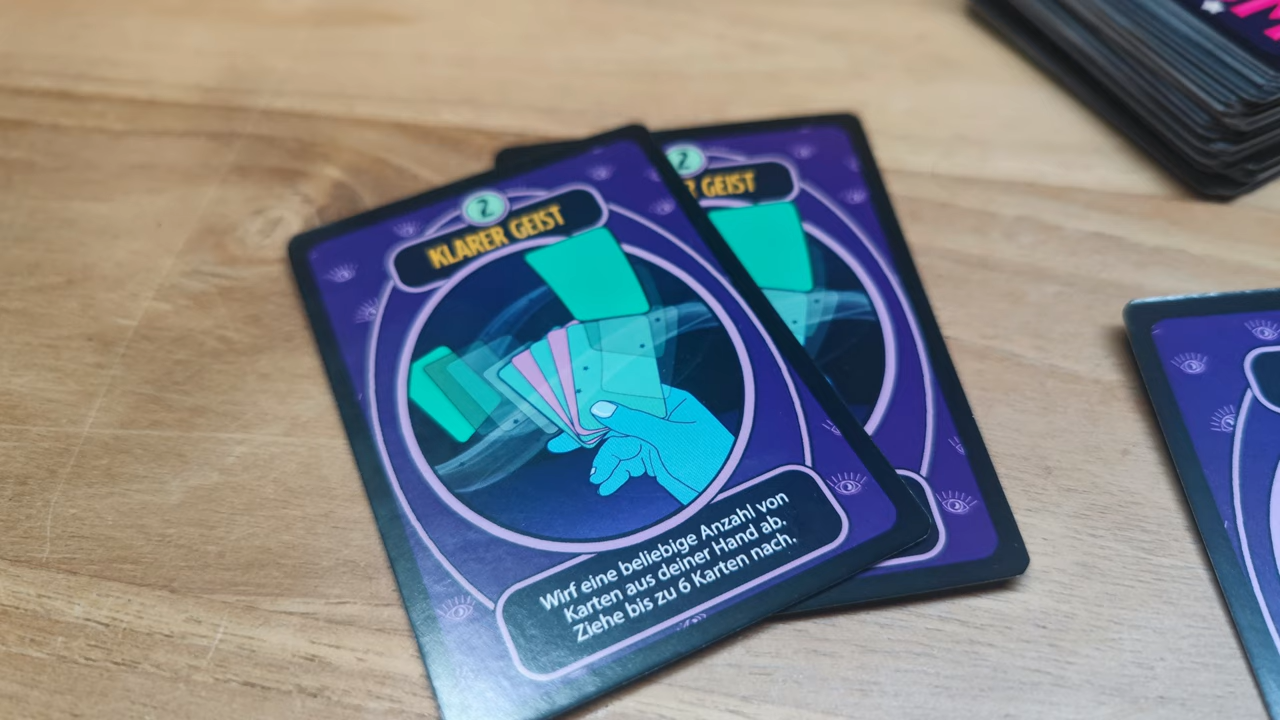 2
KLARER GEIST
Wirf eine beliebige Anzahl von
Karten aus deiner Hand ab.
Ziehe bis zu 6 Karten nach.
2
GEIST